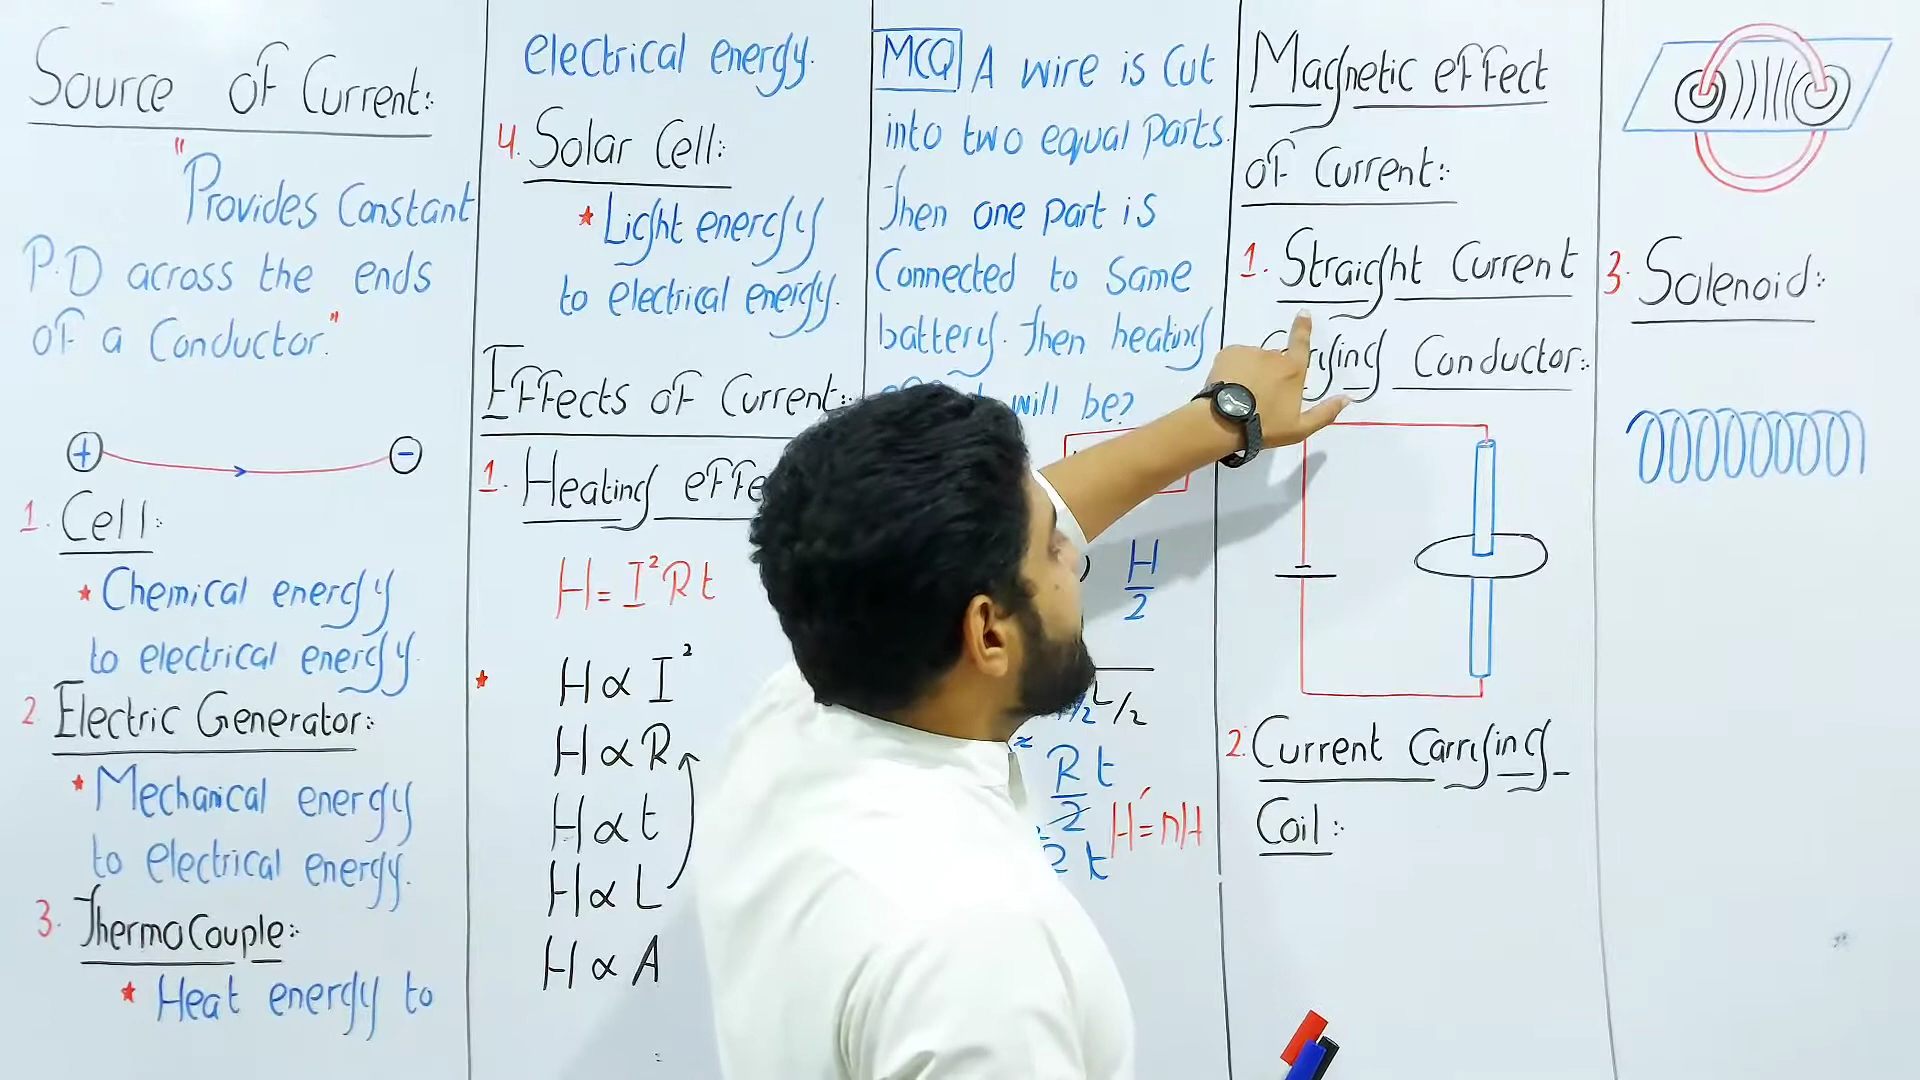 Source of Current:
"Provides Constant
P.D across the ends
of a Conductor."
+ −
1. Cell:
* Chemical energy
to electrical energy.
2. Electric Generator:
* Mechanical energy
to electrical energy.
3. Thermo Couple:
* Heat energy to
electrical energy.
4. Solar Cell:
* Light energy
to electrical energy.
Effects of Current:
1. Heating
H = I²Rt
* H ∝ I²
H ∝ R
H ∝ t
H ∝ L
H ∝ A
MCQ A wire is Cut
into two equal Parts.
Then one part is
Connected to Same
battery. Then heating
will be?
H/2
L/2
R/2 t
t H′=nH
Magnetic effect
of Current:
1. Straight Current
Conductor:
2. Current Carrying
Coil:
3. Solenoid: